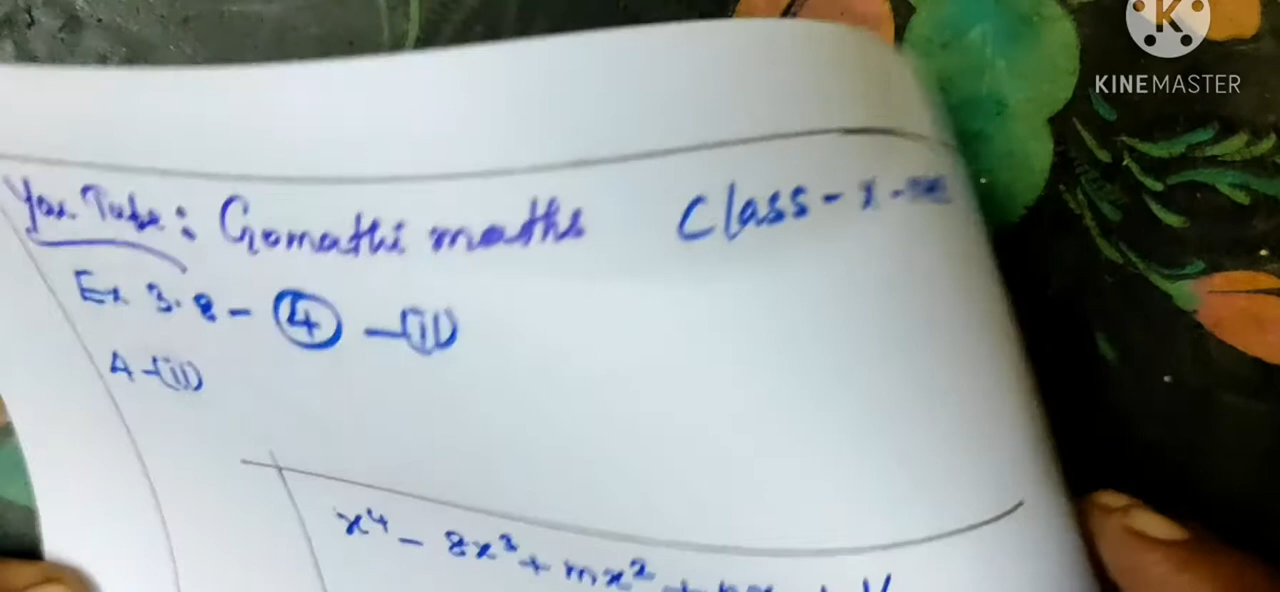 K
KINEMASTER
You Tube: Gomathi maths Class - X -
Ex 3.8 - 4 - (ii)
4 - (ii)
x⁴ - 8x³ + mx² +